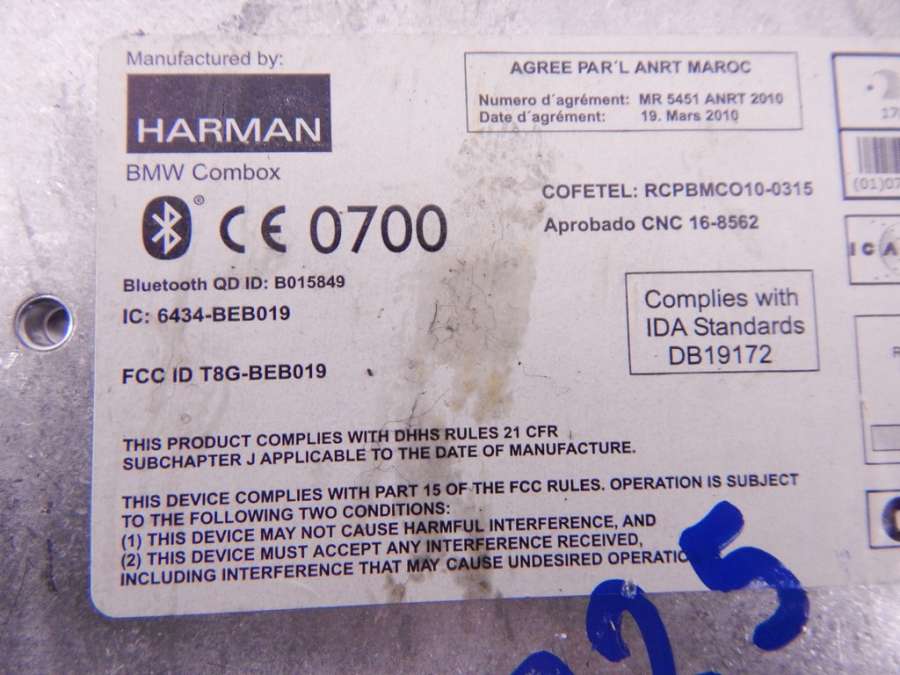 Manufactured by:
HARMAN
BMW Combox
® CE 0700
Bluetooth QD ID: B015849
IC: 6434-BEB019
FCC ID T8G-BEB019
AGREE PAR´L ANRT MAROC
Numero d´agrément: MR 5451 ANRT 2010
Date d´agrément: 19. Mars 2010
COFETEL: RCPBMCO10-0315
Aprobado CNC 16-8562
Complies with
IDA Standards
DB19172
THIS PRODUCT COMPLIES WITH DHHS RULES 21 CFR
SUBCHAPTER J APPLICABLE TO THE DATE OF MANUFACTURE.
THIS DEVICE COMPLIES WITH PART 15 OF THE FCC RULES. OPERATION IS SUBJECT
TO THE FOLLOWING TWO CONDITIONS:
(1) THIS DEVICE MAY NOT CAUSE HARMFUL INTERFERENCE, AND
(2) THIS DEVICE MUST ACCEPT ANY INTERFERENCE RECEIVED,
INCLUDING INTERFERENCE THAT MAY CAUSE UNDESIRED OPERATIO
(01)07
ICA
225